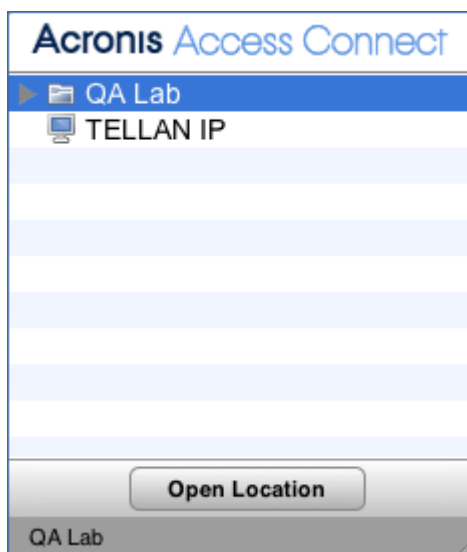 Acronis Access Connect
QA Lab
TELLAN IP
Open Location
QA Lab